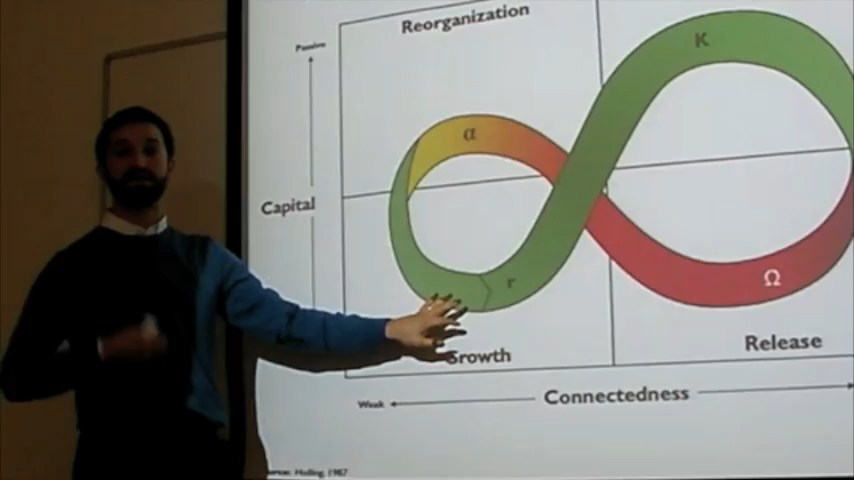 Reorganization
Passive
K
α
Capital
r
Ω
Growth
Release
Weak
Connectedness
Holling, 1987